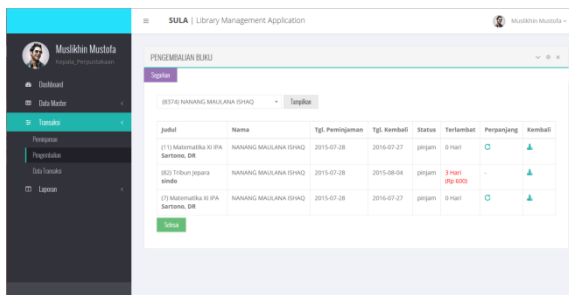 SULA | Library Management Application
Muslikhin Mustofa
Muslikhin Mustofa
Kepala_Perpustakaan
Dashboard
Data Master
Transaksi
Peminjaman
Pengembalian
Data Transaksi
Laporan
PENGEMBALIAN BUKU
Segarkan
(8374) NANANG MAULANA ISHAQ
Tampilkan
Judul Nama Tgl. Peminjaman Tgl. Kembali Status Terlambat Perpanjang Kembali
(11) Matematika XI IPA NANANG MAULANA ISHAQ 2015-07-28 2016-07-27 pinjam 0 Hari
Sartono, DR
(82) Tribun Jepara NANANG MAULANA ISHAQ 2015-07-28 2015-08-04 pinjam 3 Hari -
sindo (Rp 600)
(7) Matematika XI IPA NANANG MAULANA ISHAQ 2015-07-28 2016-07-27 pinjam 0 Hari
Sartono, DR
Selesai